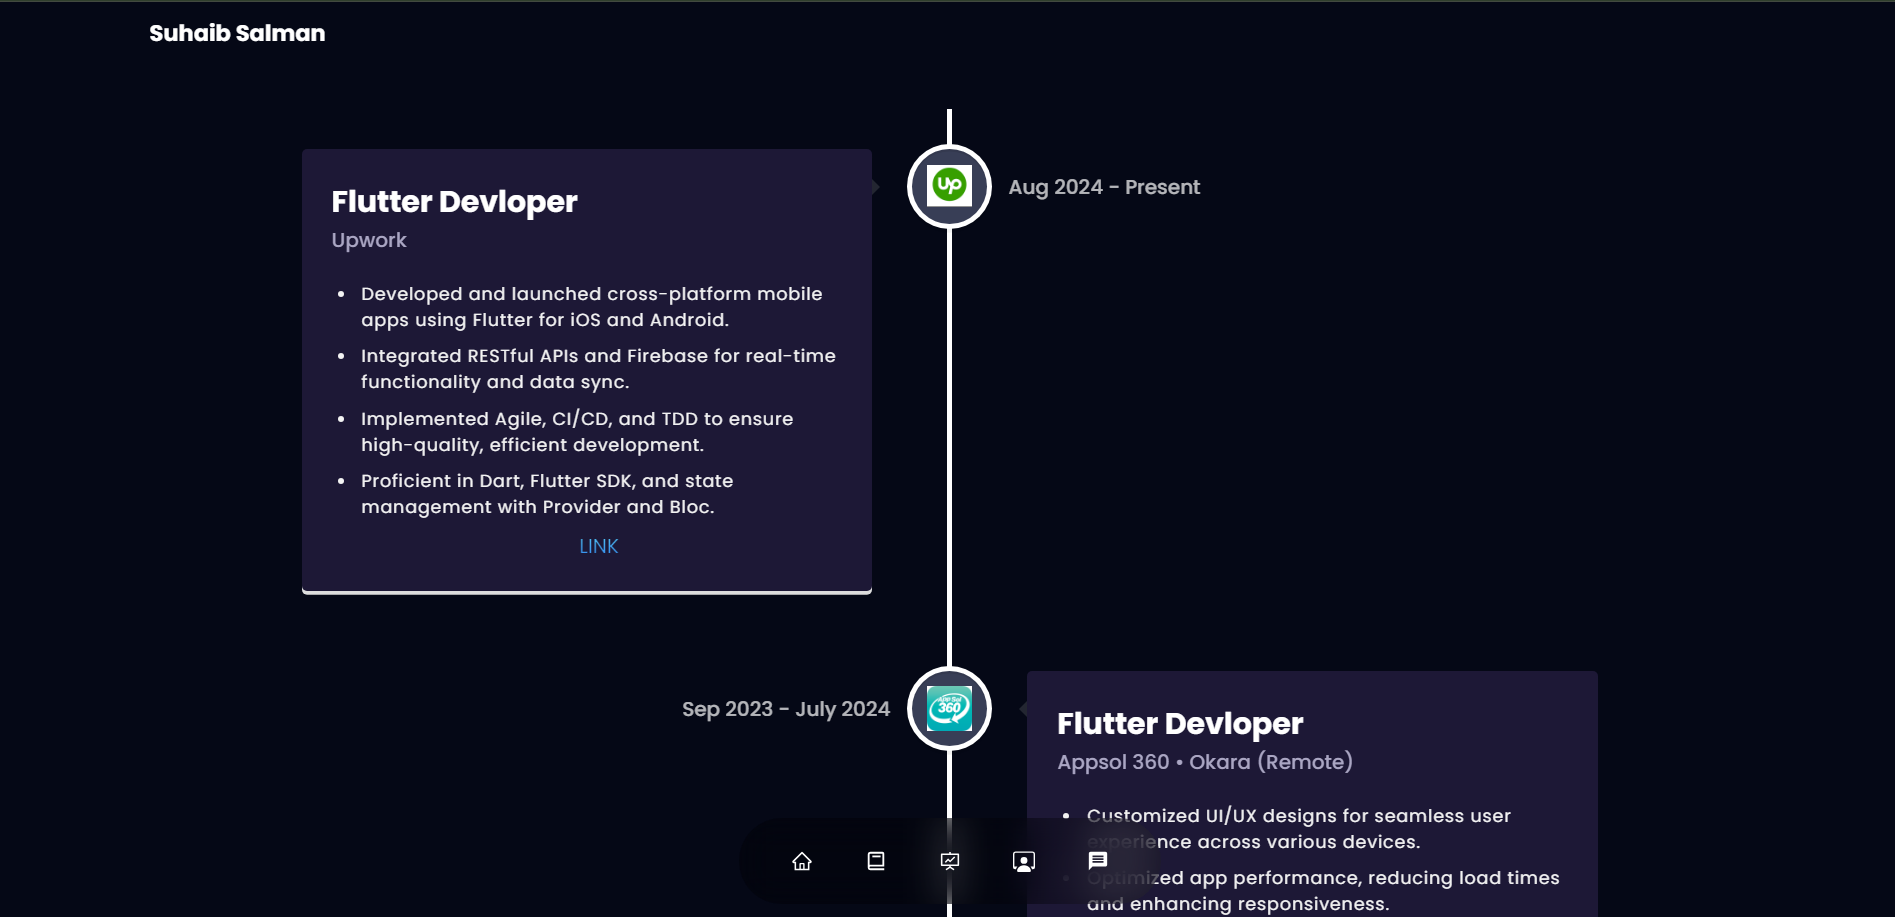 Suhaib Salman
Flutter Devloper
Upwork
Developed and launched cross-platform mobile
apps using Flutter for iOS and Android.
Integrated RESTful APIs and Firebase for real-time
functionality and data sync.
Implemented Agile, CI/CD, and TDD to ensure
high-quality, efficient development.
Proficient in Dart, Flutter SDK, and state
management with Provider and Bloc.
LINK
up
Aug 2024 - Present
Sep 2023 - July 2024
App Sol
360
Flutter Devloper
Appsol 360 • Okara (Remote)
Customized UI/UX designs for seamless user
experience across various devices.
Optimized app performance, reducing load times
and enhancing responsiveness.